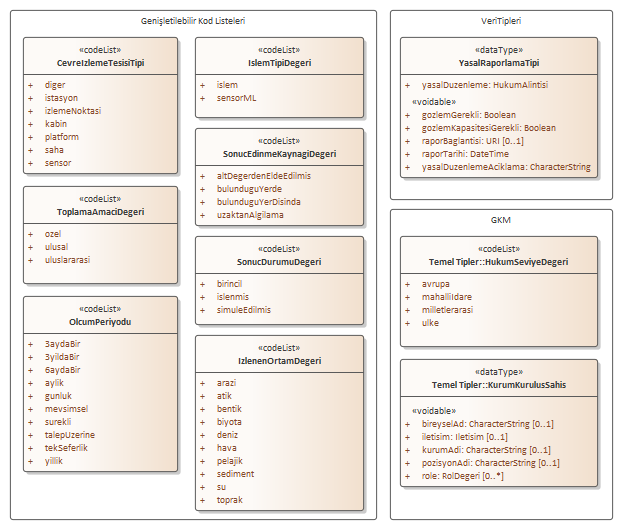 Genişletilebilir Kod Listeleri
«codeList»
CevreIzlemeTesisiTipi
+ diger
+ istasyon
+ izlemeNoktasi
+ kabin
+ platform
+ saha
+ sensor
«codeList»
ToplamaAmaciDegeri
+ ozel
+ ulusal
+ uluslararasi
«codeList»
OlcumPeriyodu
+ 3aydaBir
+ 3yildaBir
+ 6aydaBir
+ aylik
+ gunluk
+ mevsimsel
+ surekli
+ talepUzerine
+ tekSeferlik
+ yillik
«codeList»
IslemTipiDegeri
+ islem
+ sensorML
«codeList»
SonucEdinmeKaynagiDegeri
+ altDegerdenEldeEdilmis
+ bulunduguYerde
+ bulunduguYerDisinda
+ uzaktanAlgilama
«codeList»
SonucDurumuDegeri
+ birincil
+ islenmis
+ simuleEdilmis
«codeList»
IzlenenOrtamDegeri
+ arazi
+ atik
+ bentik
+ biyota
+ deniz
+ hava
+ pelajik
+ sediment
+ su
+ toprak
VeriTipleri
«dataType»
YasalRaporlamaTipi
+ yasalDuzenleme: HukumAlintisi
«voidable»
+ gozlemGerekli: Boolean
+ gozlemKapasitesiGerekli: Boolean
+ raporBaglantisi: URI [0..1]
+ raporTarihi: DateTime
+ yasalDuzenlemeAciklama: CharacterString
GKM
«codeList»
Temel Tipler::HukumSeviyeDegeri
+ avrupa
+ mahalliIdare
+ milletlerarasi
+ ulke
«dataType»
Temel Tipler::KurumKurulusSahis
«voidable»
+ bireyselAd: CharacterString [0..1]
+ iletisim: Iletisim [0..1]
+ kurumAdi: CharacterString [0..1]
+ pozisyonAdi: CharacterString [0..1]
+ role: RolDegeri [0..*]